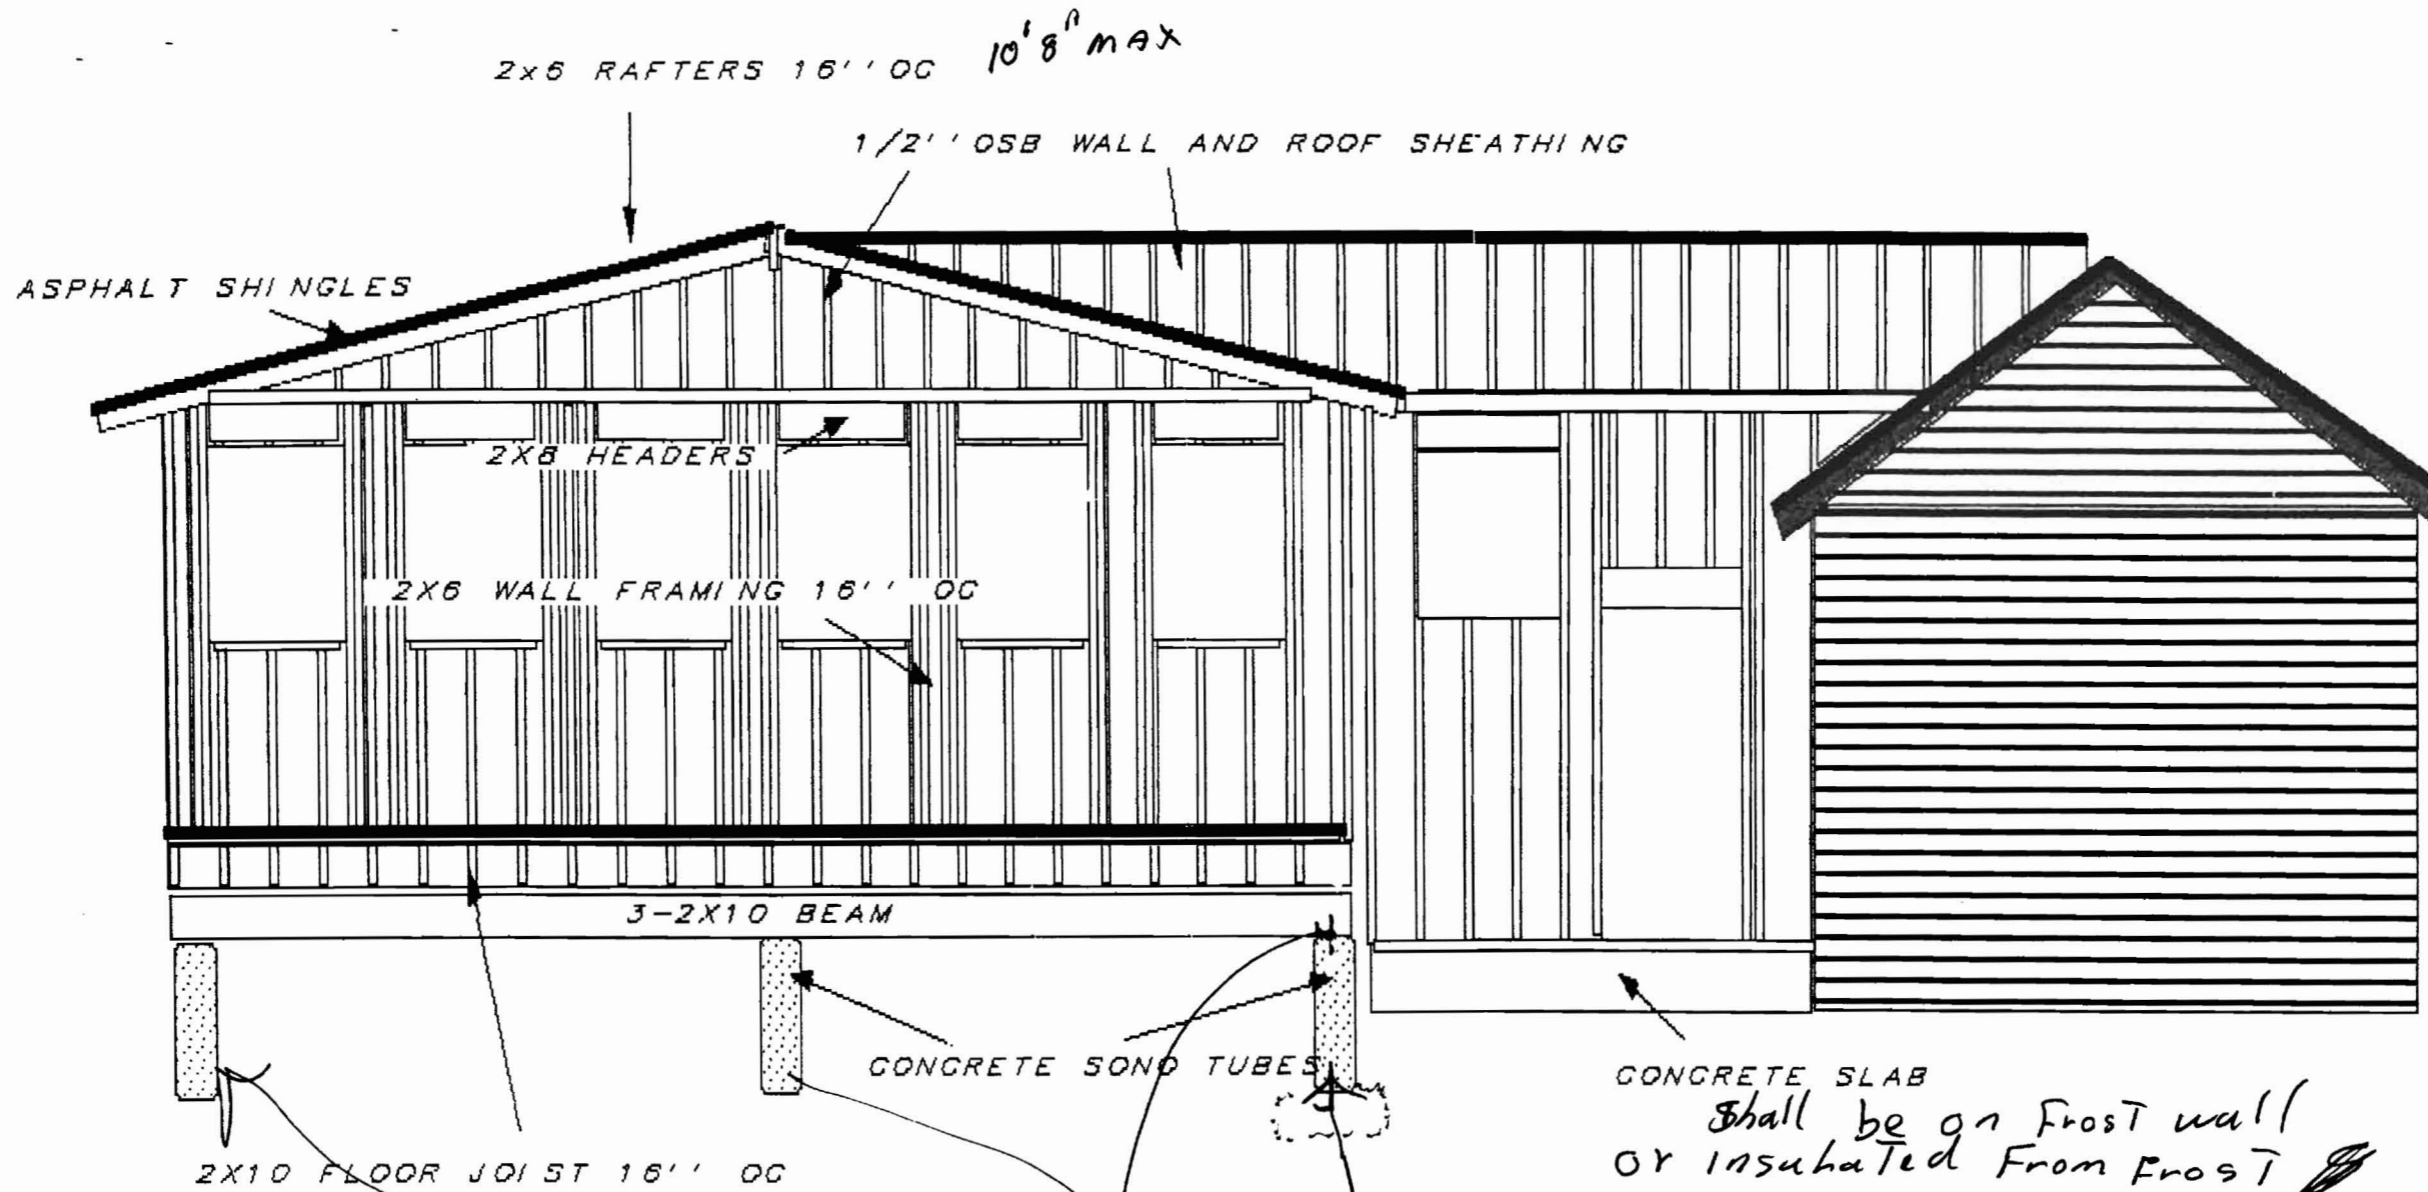 10'8" MAX
2x6 RAFTERS 16'' OC
1/2'' OSB WALL AND ROOF SHEATHING
ASPHALT SHINGLES
2X8 HEADERS
2X6 WALL FRAMING 16'' OC
3-2X10 BEAM
CONCRETE SONO TUBES
CONCRETE SLAB
Shall be on Frost wall
or insulated From Frost
2X10 FLOOR JOIST 16'' OC